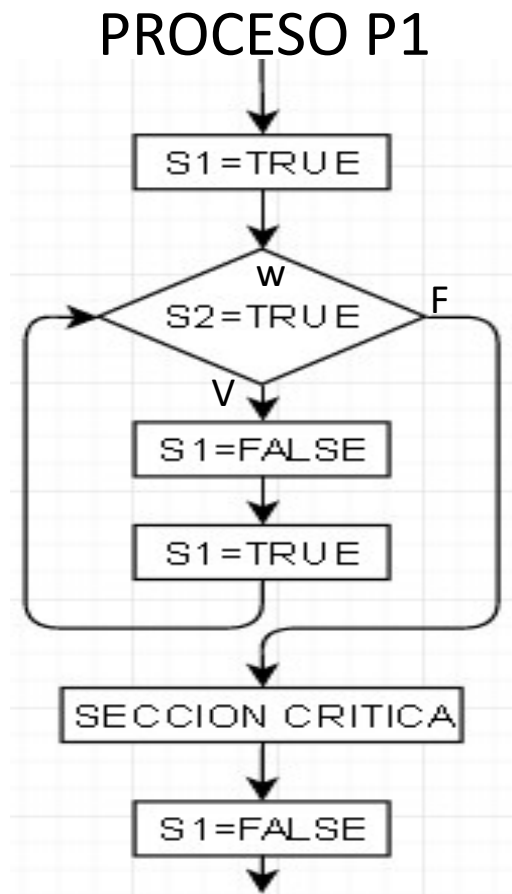 PROCESO P1
S1=TRUE
W
S2=TRUE
F
V
S1=FALSE
S1=TRUE
SECCION CRITICA
S1=FALSE